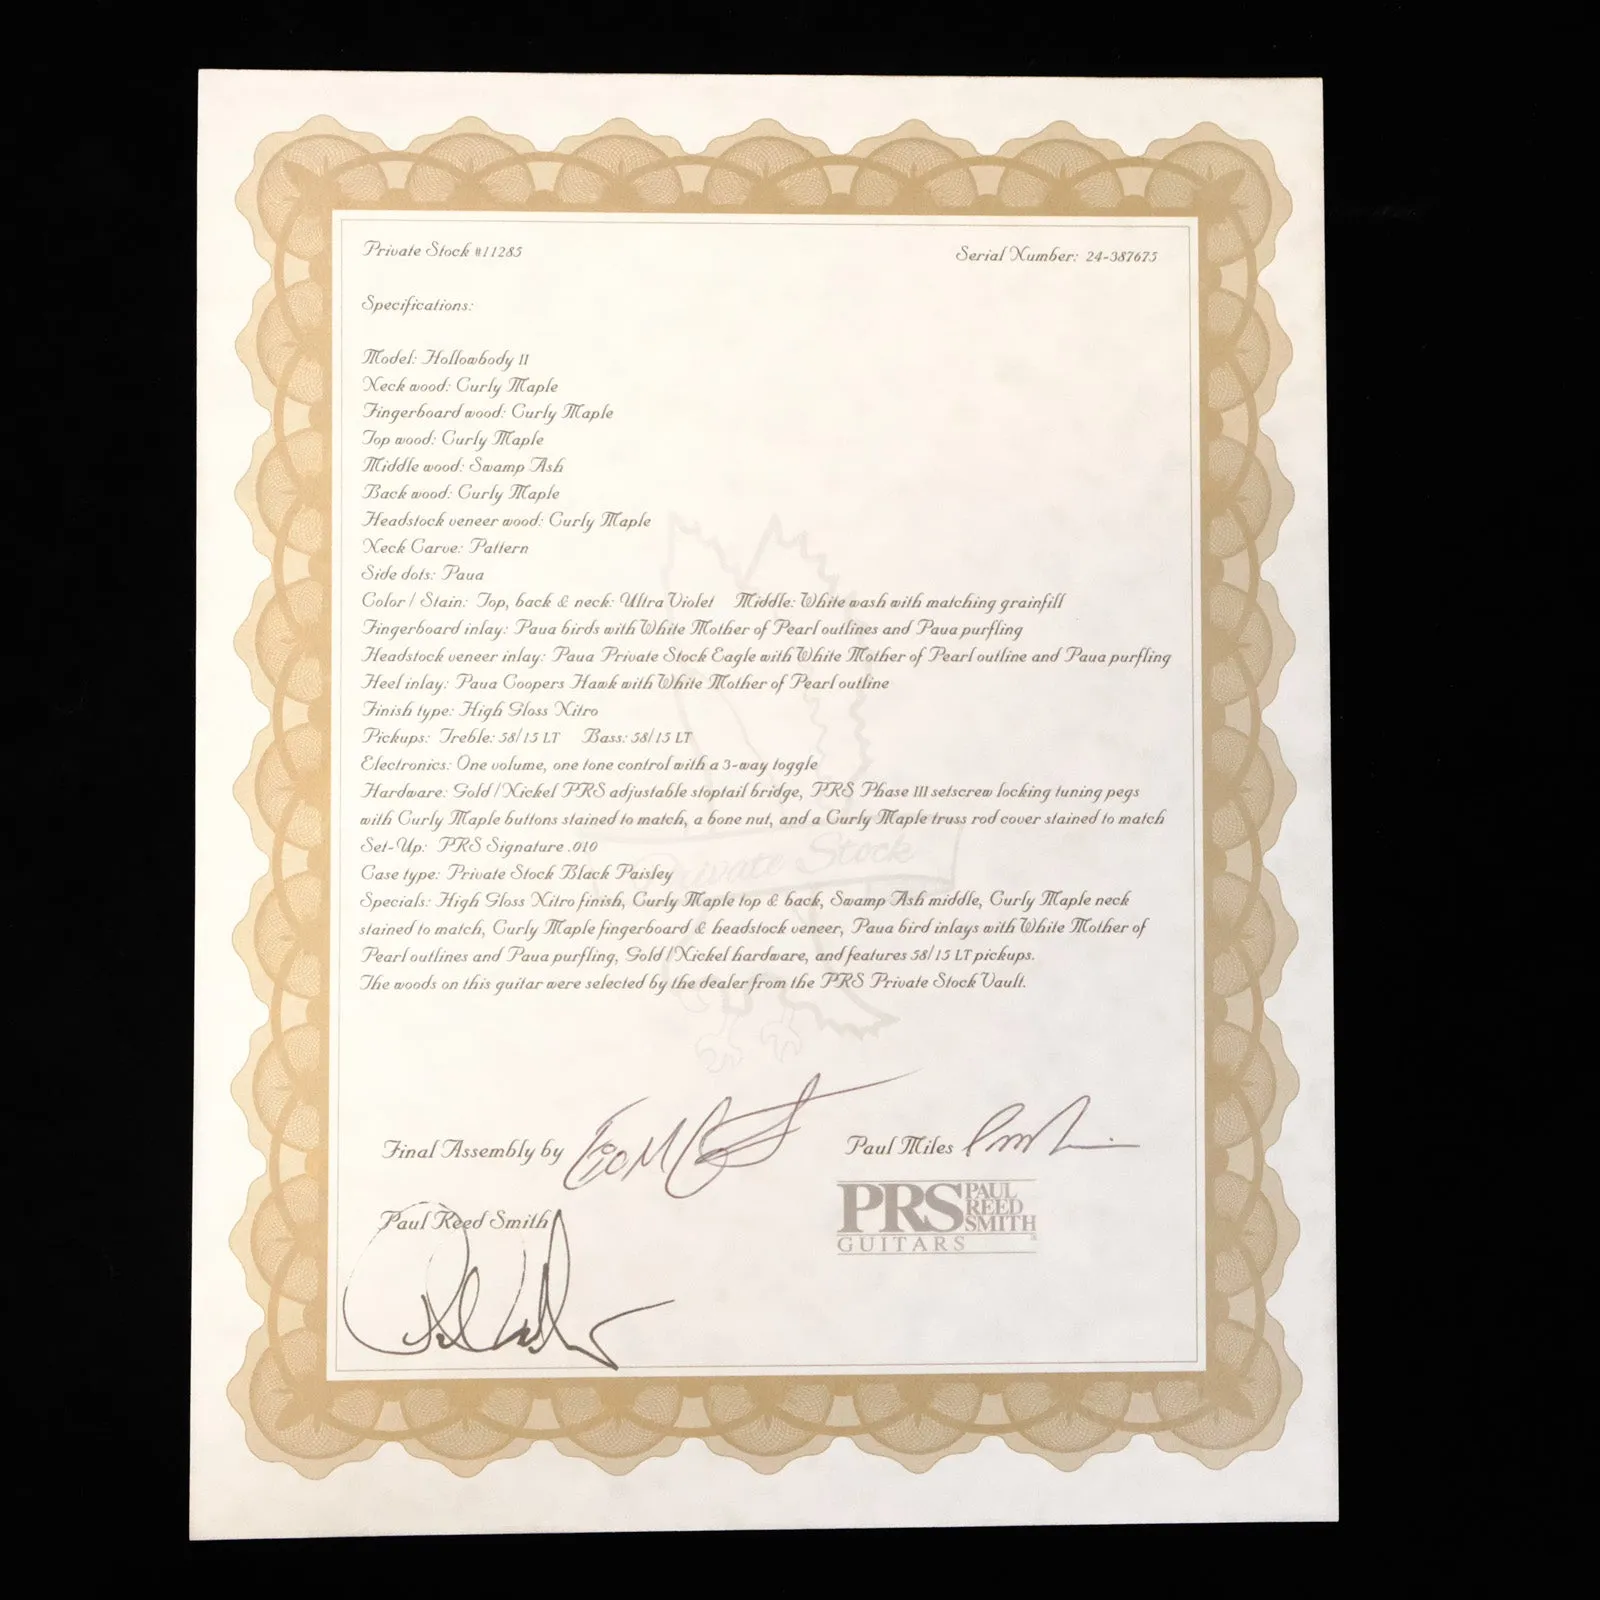 Private Stock #11285
Serial Number: 24-387675
Specifications:
Model: Hollowbody II
Neck wood: Curly Maple
Fingerboard wood: Curly Maple
Top wood: Curly Maple
Middle wood: Swamp Ash
Back wood: Curly Maple
Headstock veneer wood: Curly Maple
Neck Carve: Pattern
Side dots: Paua
Color / Stain: Top, back & neck: Ultra Violet Middle: White wash with matching grainfill
Fingerboard inlay: Paua birds with White Mother of Pearl outlines and Paua purfling
Headstock veneer inlay: Paua Private Stock Eagle with White Mother of Pearl outline and Paua purfling
Heel inlay: Paua Coopers Hawk with White Mother of Pearl outline
Finish type: High Gloss Nitro
Pickups: Treble: 58/15 LT Bass: 58/15 LT
Electronics: One volume, one tone control with a 3-way toggle
Hardware: Gold / Nickel PRS adjustable stoptail bridge, PRS Phase III setscrew locking tuning pegs
with Curly Maple buttons stained to match, a bone nut, and a Curly Maple truss rod cover stained to match
Set-Up: PRS Signature .010
Private Stock
Case type: Private Stock Black Paisley
Specials: High Gloss Nitro finish, Curly Maple top & back, Swamp Ash middle, Curly Maple neck
stained to match, Curly Maple fingerboard & headstock veneer, Paua bird inlays with White Mother of
Pearl outlines and Paua purfling, Gold / Nickel hardware, and features 58/15 LT pickups.
The woods on this guitar were selected by the dealer from the PRS Private Stock Vault.
Final Assembly by
Paul Miles
Paul Reed Smith
PRS PAUL
REED
SMITH
GUITARS